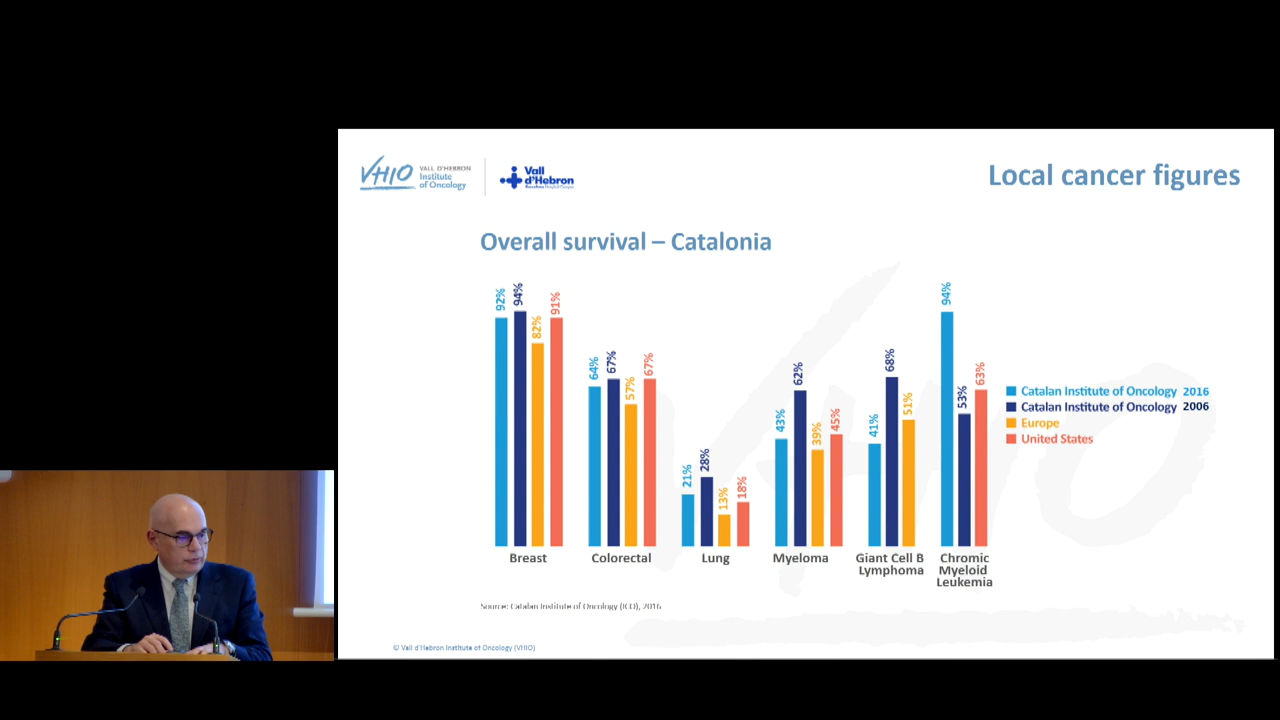 VHIO VALL D'HEBRON
Institute
of Oncology
Vall
d'Hebron
Local cancer figures
Overall survival – Catalonia
92% 94% 82% 91%
64% 67% 57% 67%
21% 28% 13% 18%
43% 62% 39% 45%
41% 68% 51%
94% 53% 63%
Breast
Colorectal
Lung
Myeloma
Giant Cell B
Lymphoma
Chromic
Myeloid
Leukemia
Catalan Institute of Oncology 2016
Catalan Institute of Oncology 2006
Europe
United States
Source: Catalan Institute of Oncology (ICO), 2016
© Vall d'Hebron Institute of Oncology (VHIO)
VHIO